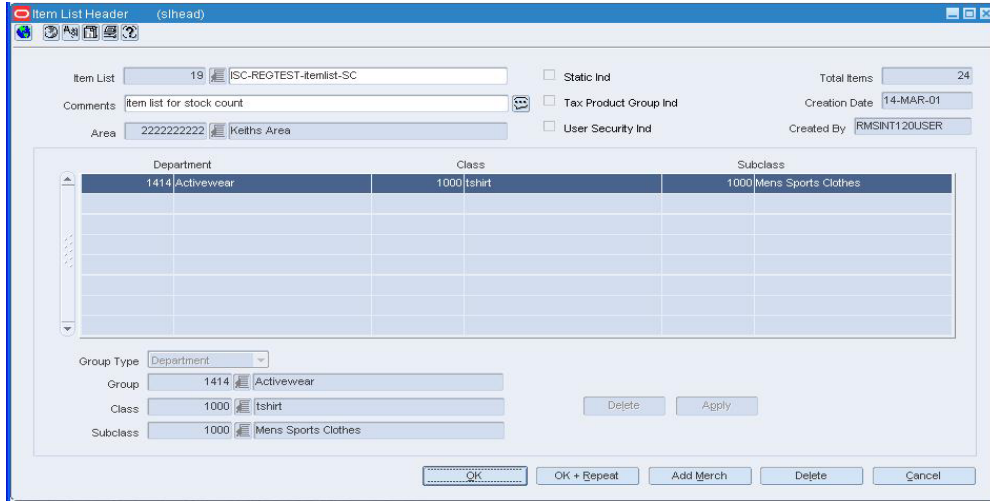 Item List Header (slhead)
Item List 19 ISC-REGTEST-itemlist-SC Static Ind Total Items 24
Comments item list for stock count Tax Product Group Ind Creation Date 14-MAR-01
Area 2222222222 Keiths Area User Security Ind Created By RMSINT120USER
Department Class Subclass
1414 Activewear 1000 tshirt 1000 Mens Sports Clothes
Group Type Department
Group 1414 Activewear
Class 1000 tshirt Delete Apply
Subclass 1000 Mens Sports Clothes
OK OK + Repeat Add Merch Delete Cancel